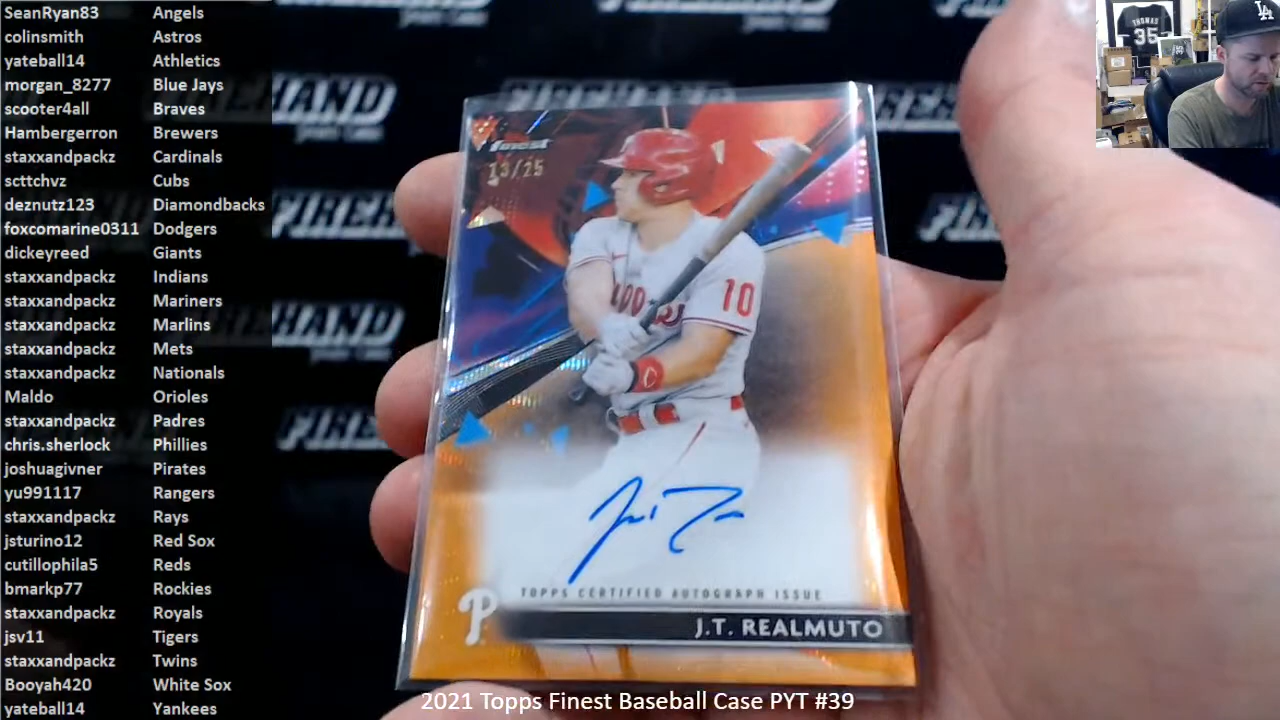 SeanRyan83 Angels
colinsmith Astros
yateball14 Athletics
morgan_8277 Blue Jays
scooter4all Braves
Hambergerron Brewers
staxxandpackz Cardinals
scttchvz Cubs
deznutz123 Diamondbacks
foxcomarine0311 Dodgers
dickeyreed Giants
staxxandpackz Indians
staxxandpackz Mariners
staxxandpackz Marlins
staxxandpackz Mets
staxxandpackz Nationals
Maldo Orioles
staxxandpackz Padres
chris.sherlock Phillies
joshuagivner Pirates
yu991117 Rangers
staxxandpackz Rays
jsturino12 Red Sox
cutillophila5 Reds
bmarkp77 Rockies
staxxandpackz Royals
jsv11 Tigers
staxxandpackz Twins
Booyah420 White Sox
yateball14 Yankees
THOMAS
35
LA
FIREHAND
finest
13/25
10
TOPPS CERTIFIED AUTOGRAPH ISSUE
P
J.T. REALMUTO
2021 Topps Finest Baseball Case PYT #39